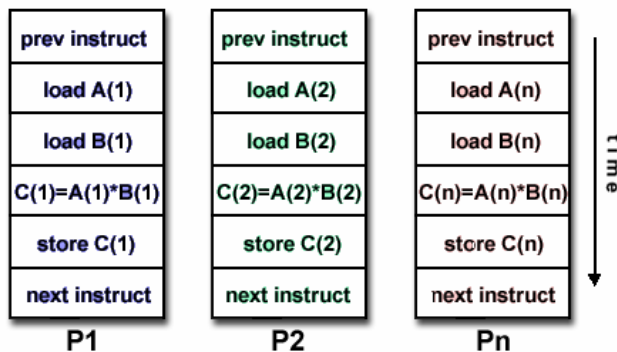 prev instruct prev instruct prev instruct
load A(1) load A(2) load A(n)
load B(1) load B(2) load B(n)
C(1)=A(1)*B(1) C(2)=A(2)*B(2) C(n)=A(n)*B(n)
store C(1) store C(2) store C(n)
next instruct next instruct next instruct
P1 P2 Pn
time